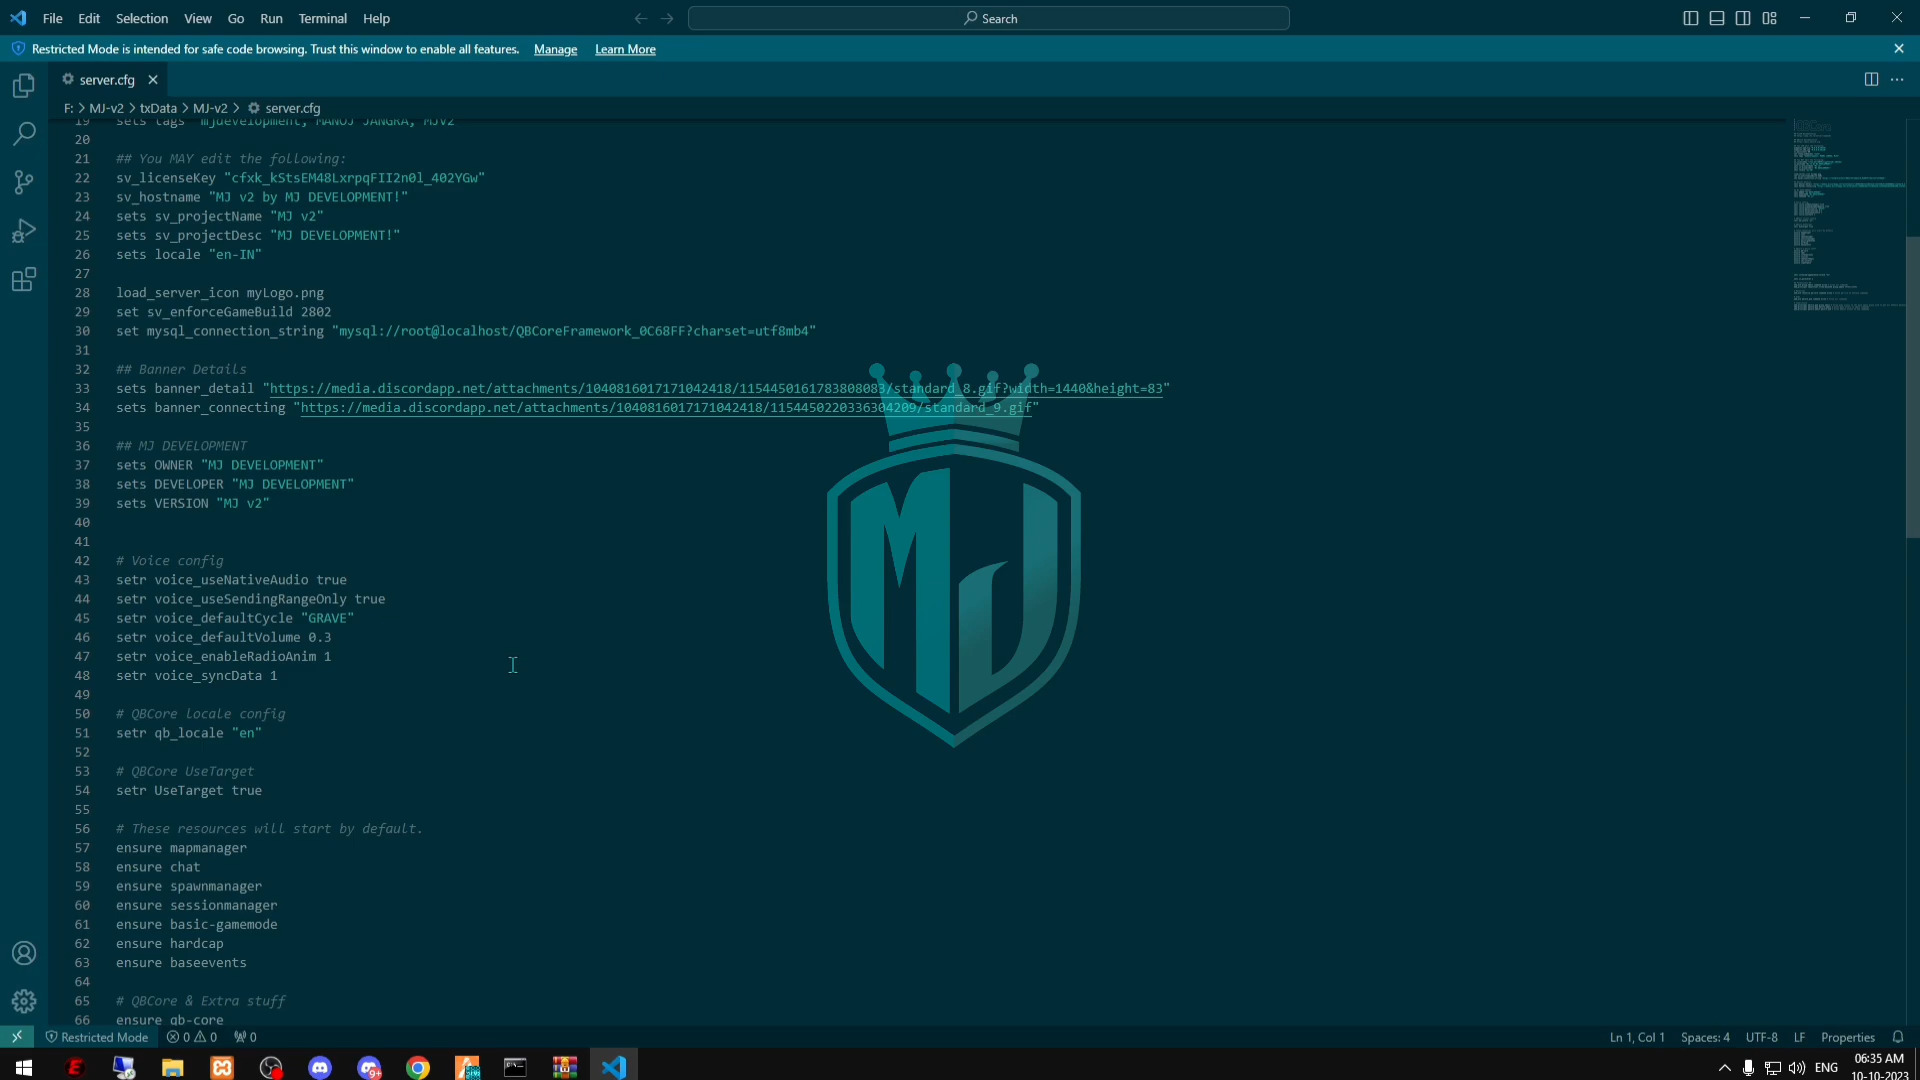 File Edit Selection View Go Run Terminal Help
Search
Restricted Mode is intended for safe code browsing. Trust this window to enable all features. Manage Learn More
server.cfg
F: > MJ-v2 > txData > MJ-v2 > server.cfg
19 sets tags "mjdevelopment, MANOJ JANGRA, MJv2"
20
21 ## You MAY edit the following:
22 sv_licenseKey "cfxk_kStsEM48LxrpqFII2n0l_402YGw"
23 sv_hostname "MJ v2 by MJ DEVELOPMENT!"
24 sets sv_projectName "MJ v2"
25 sets sv_projectDesc "MJ DEVELOPMENT!"
26 sets locale "en-IN"
27
28 load_server_icon myLogo.png
29 set sv_enforceGameBuild 2802
30 set mysql_connection_string "mysql://root@localhost/QBCoreFramework_0C68FF?charset=utf8mb4"
31
32 ## Banner Details
33 sets banner_detail "https://media.discordapp.net/attachments/1040816017171042418/1154450161783808083/standard_8.gif?width=1440&height=83"
34 sets banner_connecting "https://media.discordapp.net/attachments/1040816017171042418/1154450220336304209/standard_9.gif"
35
36 ## MJ DEVELOPMENT
37 sets OWNER "MJ DEVELOPMENT"
38 sets DEVELOPER "MJ DEVELOPMENT"
39 sets VERSION "MJ v2"
40
41
42 # Voice config
43 setr voice_useNativeAudio true
44 setr voice_useSendingRangeOnly true
45 setr voice_defaultCycle "GRAVE"
46 setr voice_defaultVolume 0.3
47 setr voice_enableRadioAnim 1
48 setr voice_syncData 1
49
50 # QBCore locale config
51 setr qb_locale "en"
52
53 # QBCore UseTarget
54 setr UseTarget true
55
56 # These resources will start by default.
57 ensure mapmanager
58 ensure chat
59 ensure spawnmanager
60 ensure sessionmanager
61 ensure basic-gamemode
62 ensure hardcap
63 ensure baseevents
64
65 # QBCore & Extra stuff
66 ensure qb-core
MJ
Restricted Mode 0 0 0
Ln 1, Col 1 Spaces: 4 UTF-8 LF Properties
9+
ENG
06:35 AM
10-10-2023